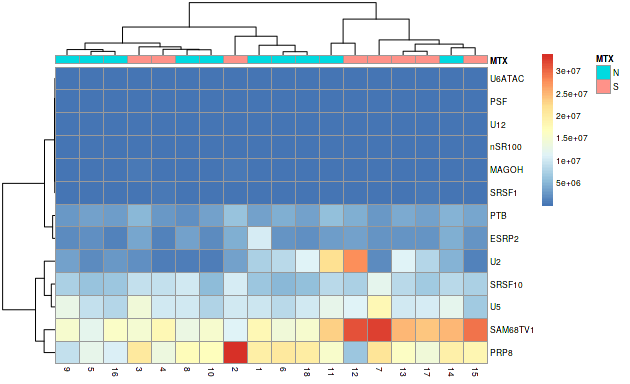 MTX
U6ATAC
PSF
U12
nSR100
MAGOH
SRSF1
PTB
ESRP2
U2
SRSF10
U5
SAM68TV1
PRP8
9 5 16 3 4 8 10 2 1 6 18 11 12 7 13 17 14 15
3e+07
2.5e+07
2e+07
1.5e+07
1e+07
5e+06
MTX
N
S